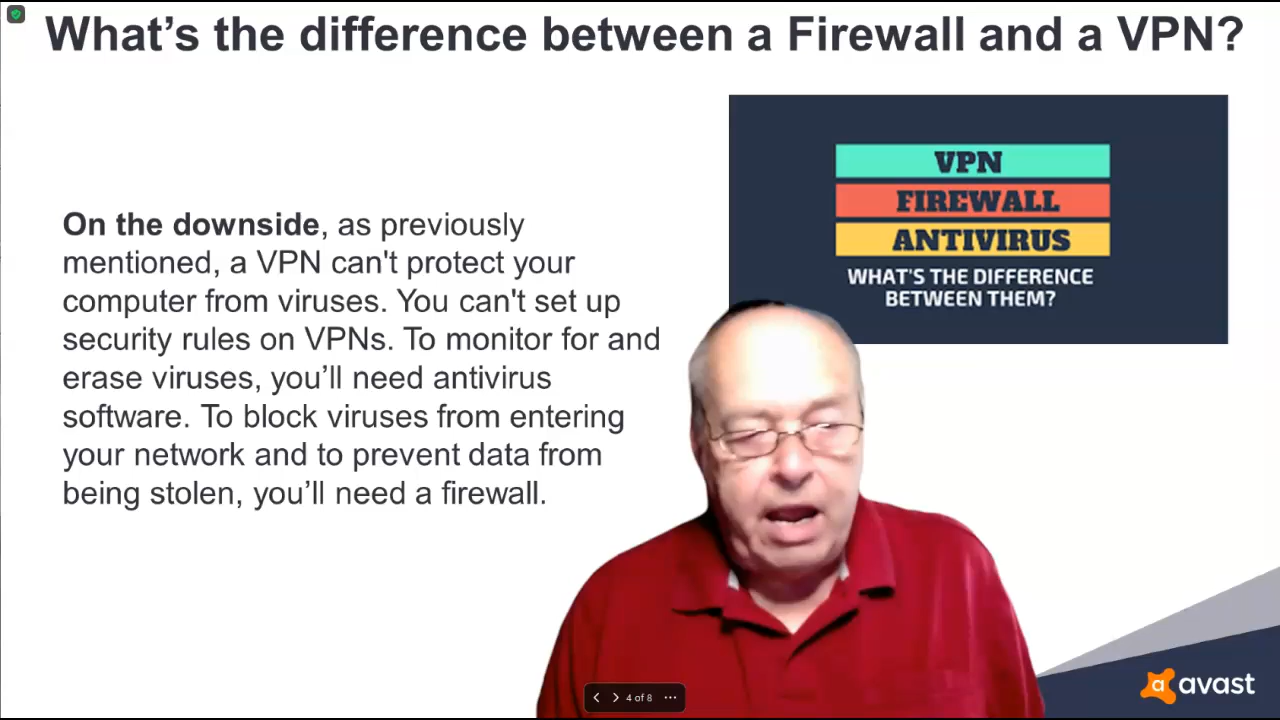 What’s the difference between a Firewall and a VPN?
VPN
FIREWALL
ANTIVIRUS
WHAT'S THE DIFFERENCE
BETWEEN THEM?
On the downside, as previously
mentioned, a VPN can't protect your
computer from viruses. You can't set up
security rules on VPNs. To monitor for and
erase viruses, you’ll need antivirus
software. To block viruses from entering
your network and to prevent data from
being stolen, you’ll need a firewall.
4 of 8
avast